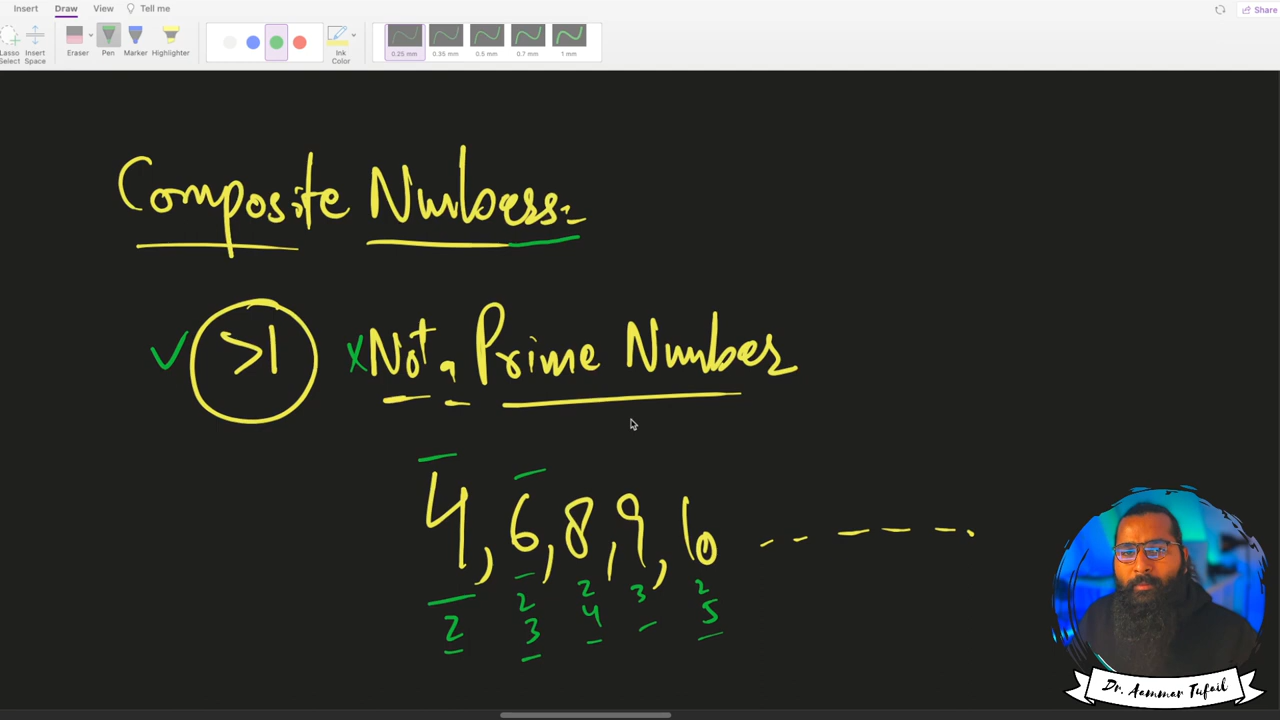 Insert Draw View Tell me Share
Lasso Select Insert Space Eraser Pen Marker Highlighter Ink Color 0.25 mm 0.35 mm 0.5 mm 0.7 mm 1 mm
Composite Numbers:-
✓ >1 x Not a Prime Number
4, 6, 8, 9, 10 -------
2 2 2 3 2
3 4 5
Dr. Aammar Tufail